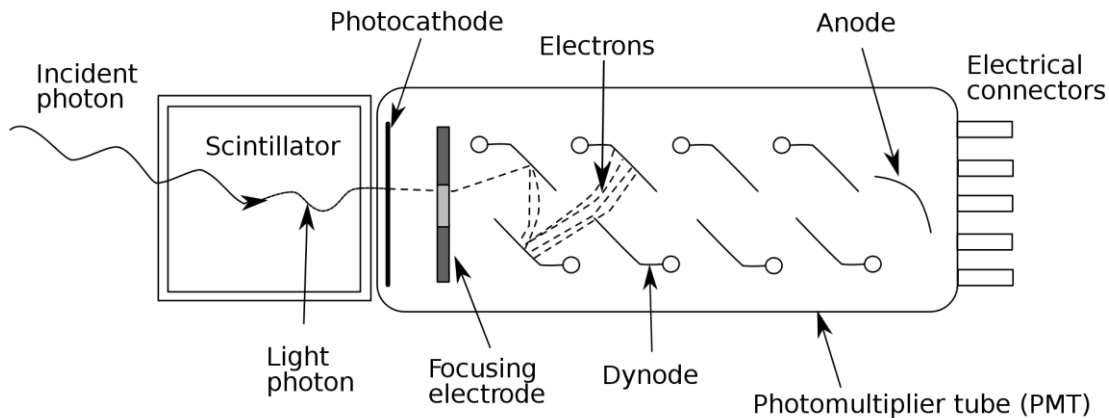 Photocathode
Electrons
Anode
Incident
photon
Electrical
connectors
Scintillator
Light
photon
Focusing
electrode
Dynode
Photomultiplier tube (PMT)